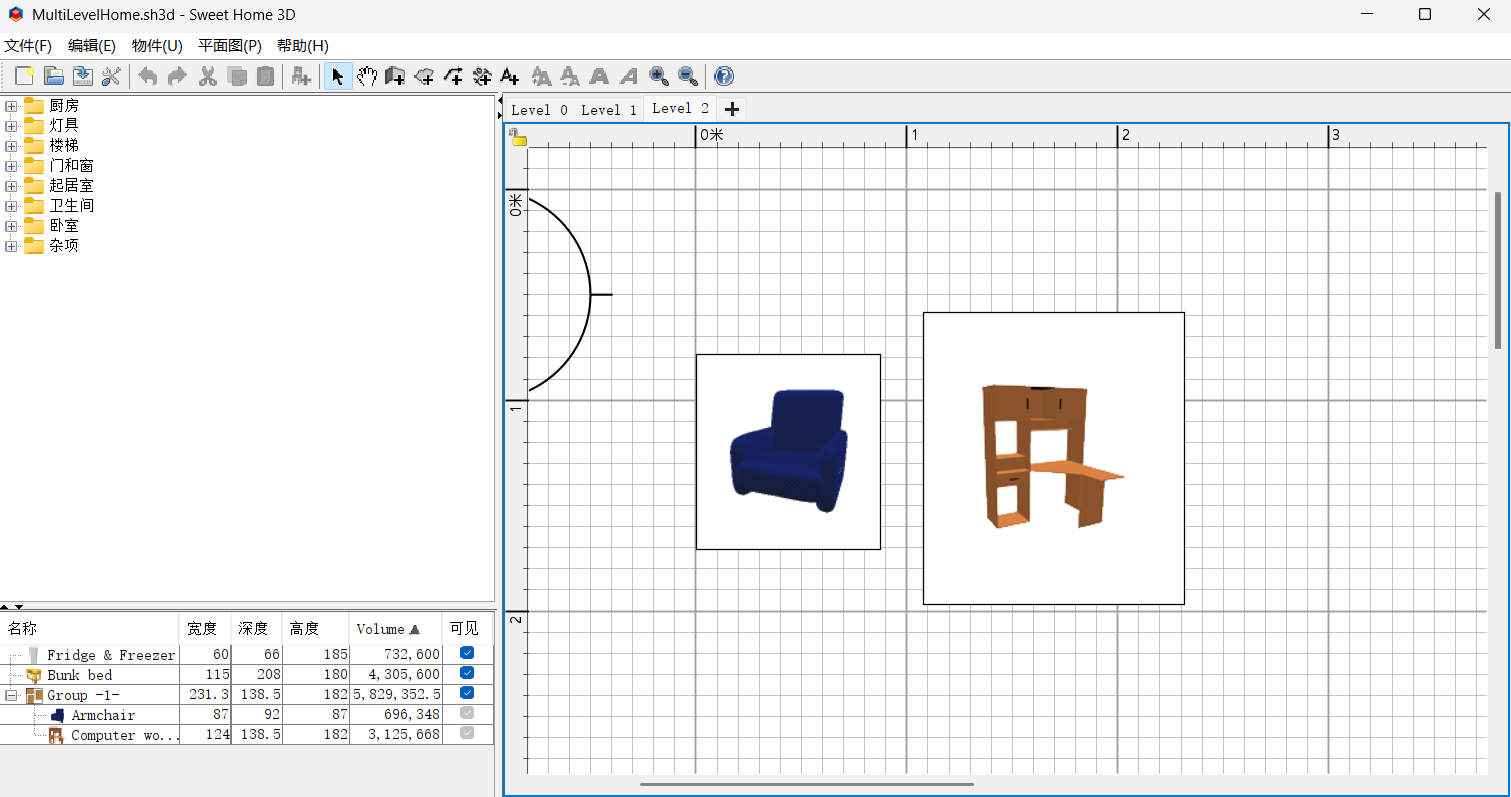 MultiLevelHome.sh3d - Sweet Home 3D
文件(F) 编辑(E) 物件(U) 平面图(P) 帮助(H)
厨房
灯具
楼梯
门和窗
起居室
卫生间
卧室
杂项
Level 0 Level 1 Level 2
0米 1 2 3
0米
1
2
名称 宽度 深度 高度 Volume 可见
Fridge & Freezer 60 66 185 732,600
Bunk bed 115 208 180 4,305,600
Group -1- 231.3 138.5 182 5,829,352.5
Armchair 87 92 87 696,348
Computer wo... 124 138.5 182 3,125,668